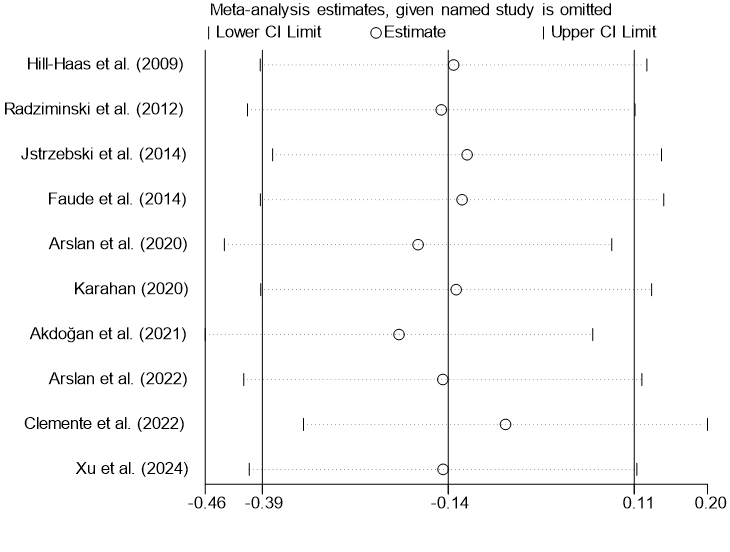 Meta-analysis estimates, given named study is omitted
| Lower CI Limit ○Estimate | Upper CI Limit
Hill-Haas et al. (2009)
Radziminski et al. (2012)
Jstrzebski et al. (2014)
Faude et al. (2014)
Arslan et al. (2020)
Karahan (2020)
Akdoğan et al. (2021)
Arslan et al. (2022)
Clemente et al. (2022)
Xu et al. (2024)
-0.46 -0.39 -0.14 0.11 0.20